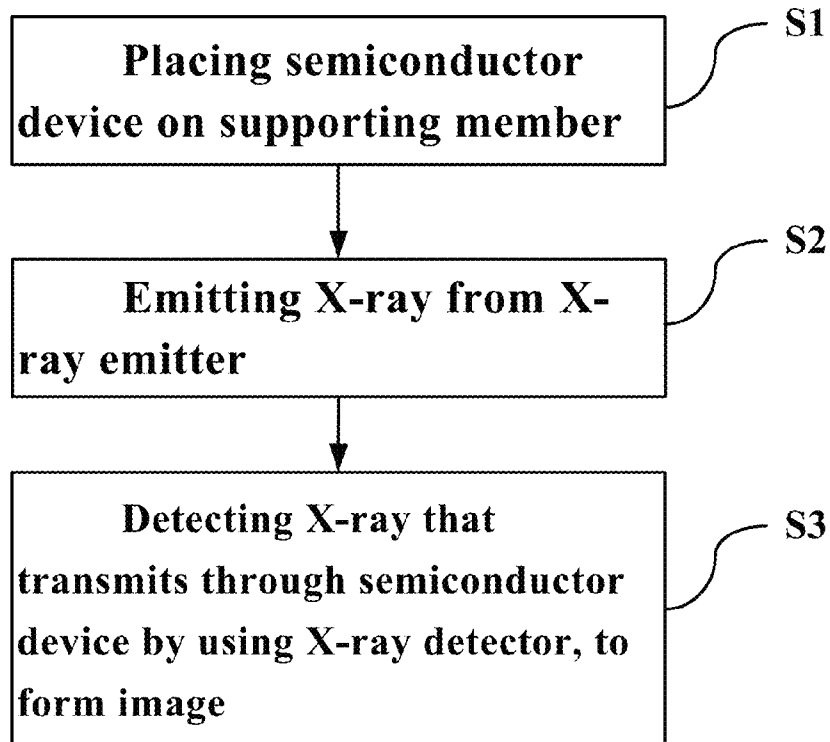 S1
Placing semiconductor
device on supporting member
S2
Emitting X-ray from X-
ray emitter
S3
Detecting X-ray that
transmits through semiconductor
device by using X-ray detector, to
form image